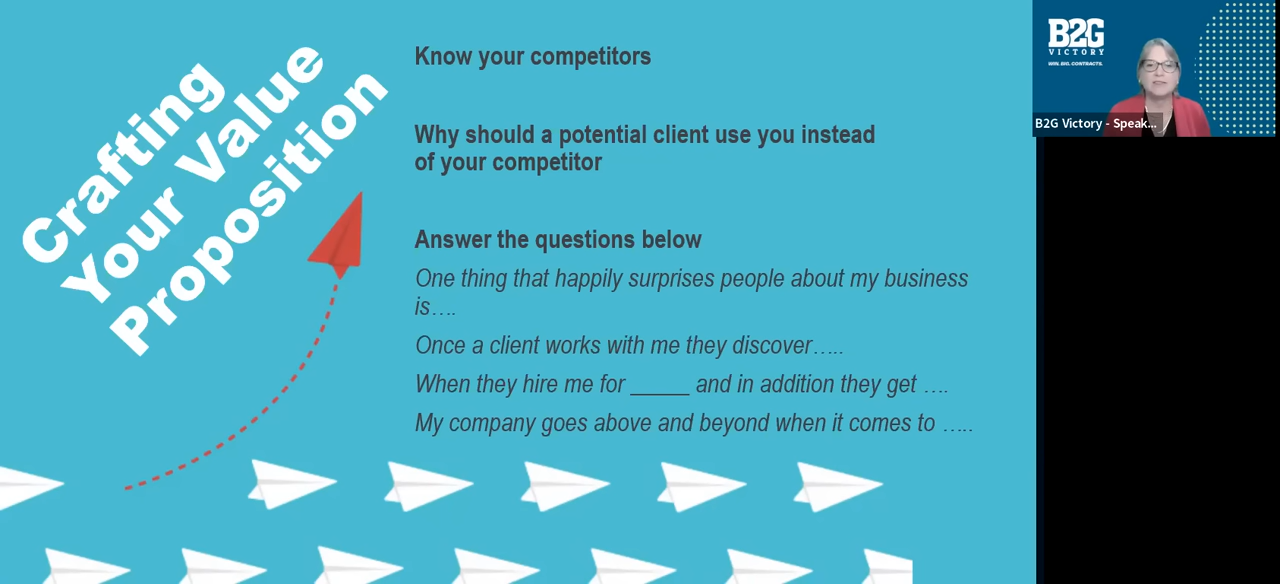 Crafting
Your Value
Proposition
Know your competitors
Why should a potential client use you instead
of your competitor
Answer the questions below
One thing that happily surprises people about my business
is….
Once a client works with me they discover…..
When they hire me for _____ and in addition they get ….
My company goes above and beyond when it comes to …..
B2G
VICTORY
WIN. BIG. CONTRACTS.
B2G Victory - Speak...